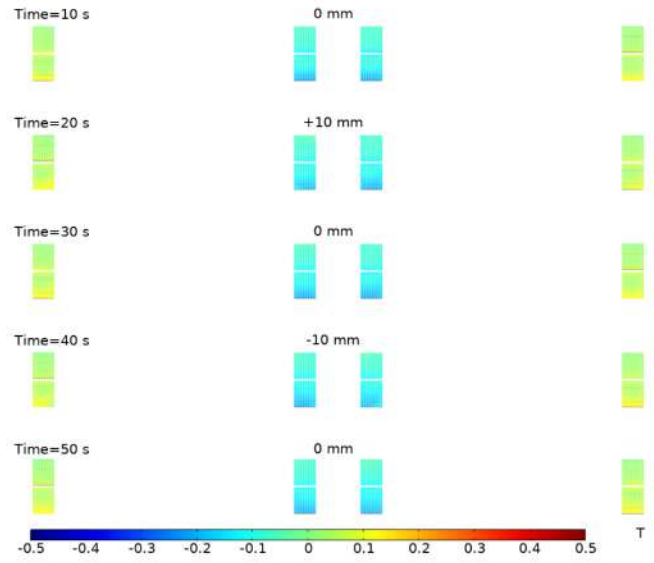 Time=10 s 0 mm
Time=20 s +10 mm
Time=30 s 0 mm
Time=40 s -10 mm
Time=50 s 0 mm
T
-0.5 -0.4 -0.3 -0.2 -0.1 0 0.1 0.2 0.3 0.4 0.5